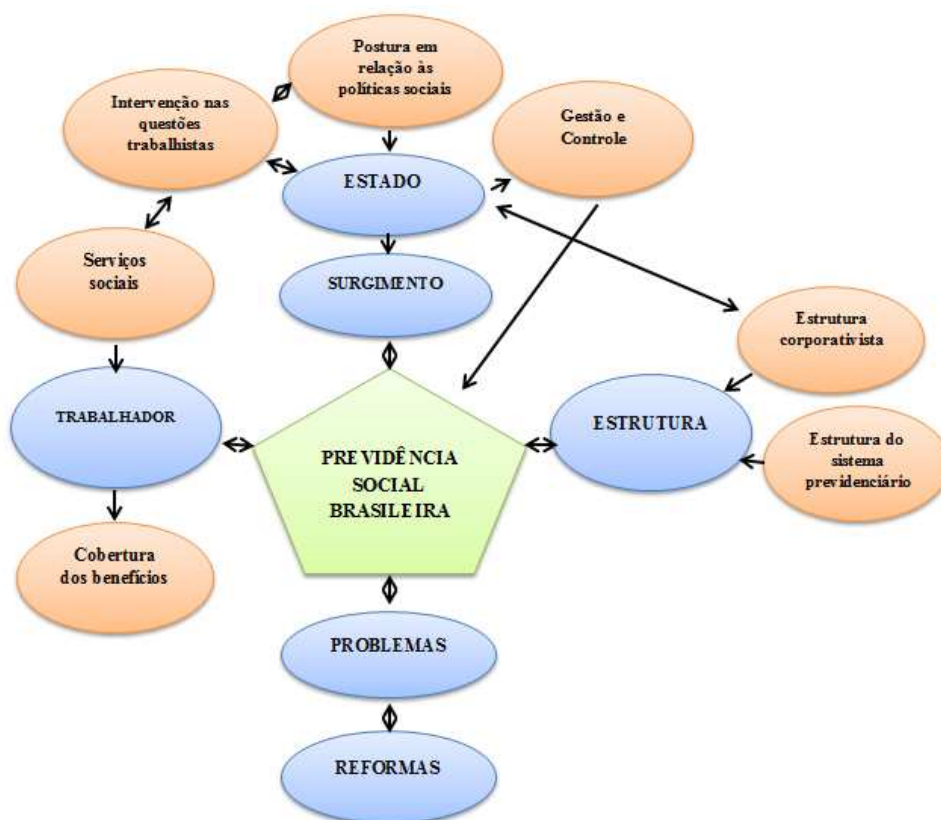 Postura em
relação às
políticas sociais
Intervenção nas
questões
trabalhistas
Gestão e
Controle
ESTADO
Serviços
sociais
SURGIMENTO
Estrutura
corporativista
TRABALHADOR
ESTRUTURA
PREVIDÊNCIA
SOCIAL
BRASILEIRA
Estrutura do
sistema
previdenciário
Cobertura
dos benefícios
PROBLEMAS
REFORMAS